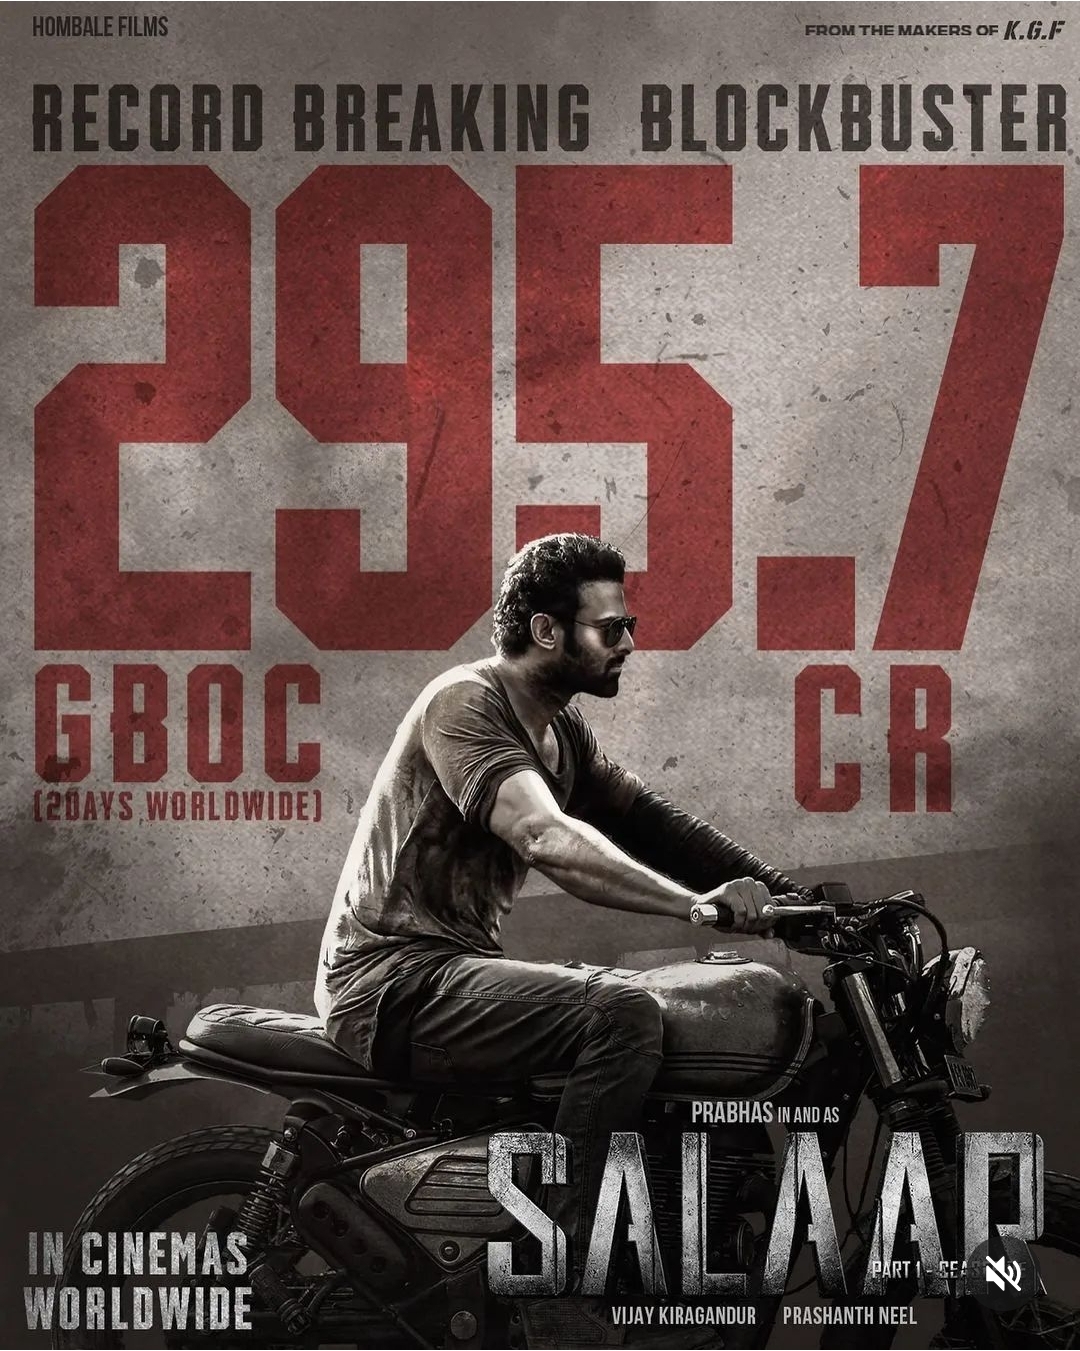 HOMBALE FILMS
FROM THE MAKERS OF K.G.F
RECORD BREAKING BLOCKBUSTER
295.7
GBOC
CR
(2DAYS WORLDWIDE)
PRABHAS IN AND AS
SALAAR
PART 1 -
IN CINEMAS
WORLDWIDE
VIJAY KIRAGANDUR PRASHANTH NEEL